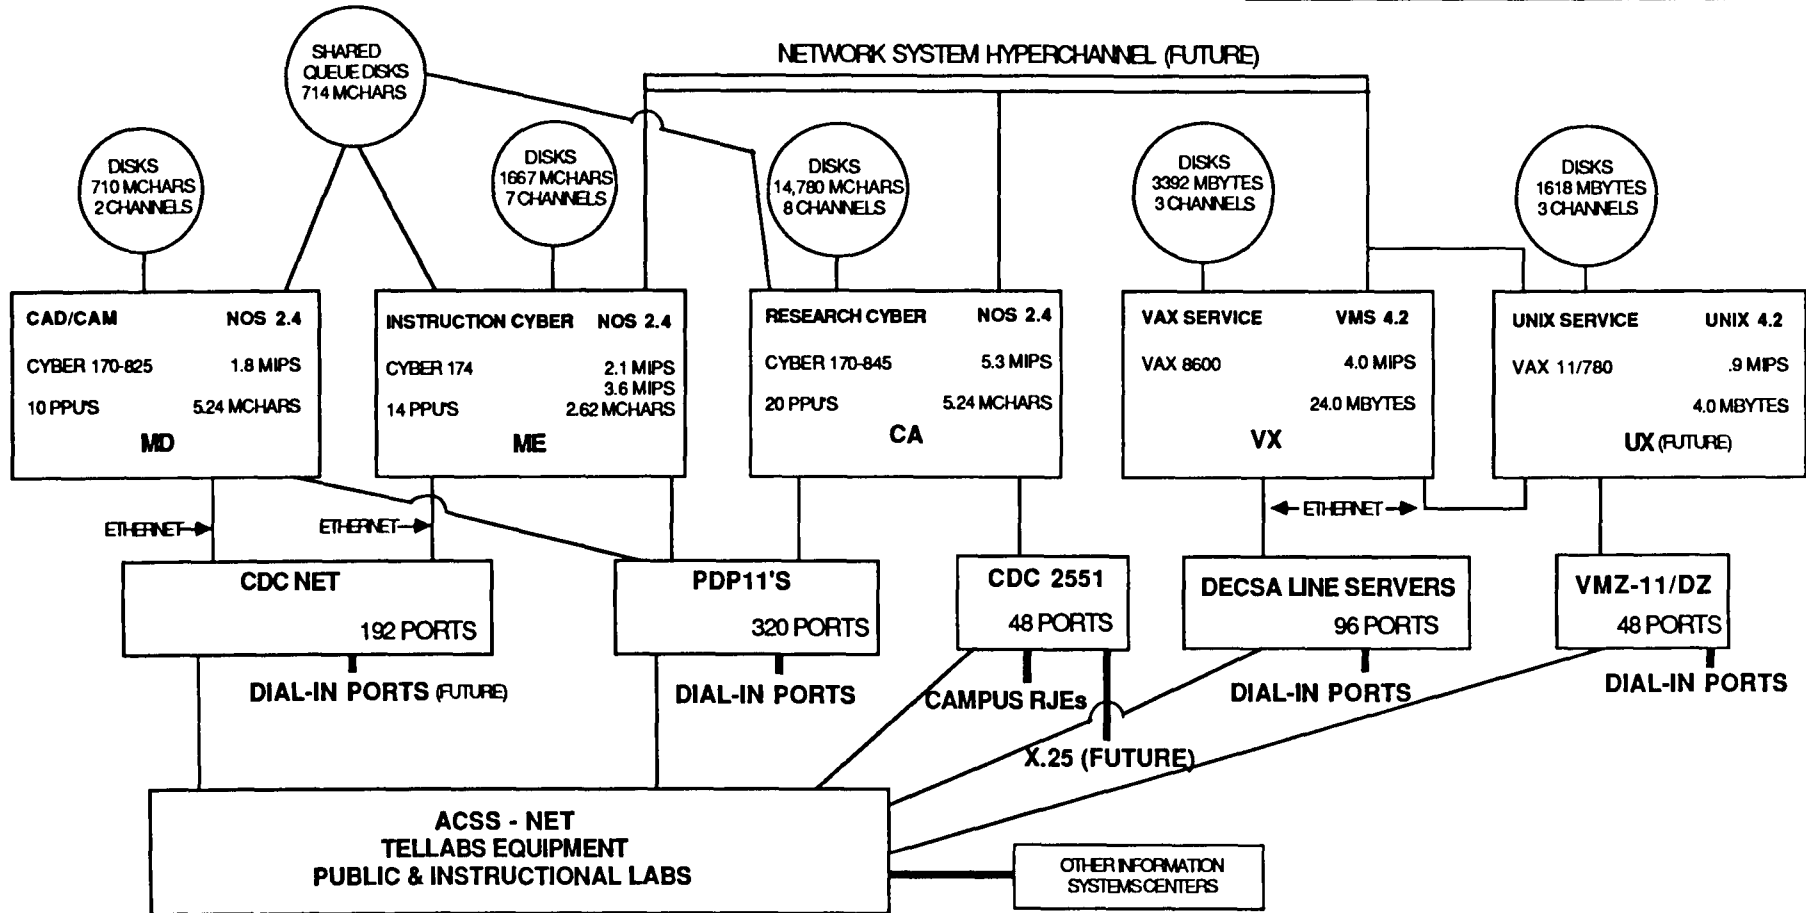 SHARED
QUEUE DISKS
714 MCHARS
NETWORK SYSTEM HYPERCHANNEL (FUTURE)
DISKS
710 MCHARS
2 CHANNELS
DISKS
1667 MCHARS
7 CHANNELS
DISKS
14,780 MCHARS
8 CHANNELS
DISKS
3392 MBYTES
3 CHANNELS
DISKS
1618 MBYTES
3 CHANNELS
CAD/CAM NOS 2.4
CYBER 170-825 1.8 MIPS
10 PPU'S 5.24 MCHARS
MD
INSTRUCTION CYBER NOS 2.4
CYBER 174 2.1 MIPS
3.6 MIPS
14 PPU'S 2.62 MCHARS
ME
RESEARCH CYBER NOS 2.4
CYBER 170-845 5.3 MIPS
20 PPU'S 5.24 MCHARS
CA
VAX SERVICE VMS 4.2
VAX 8600 4.0 MIPS
24.0 MBYTES
VX
UNIX SERVICE UNIX 4.2
VAX 11/780 .9 MIPS
4.0 MBYTES
UX (FUTURE)
ETHERNET
ETHERNET
ETHERNET
CDC NET
192 PORTS
PDP11'S
320 PORTS
CDC 2551
48 PORTS
DECSA LINE SERVERS
96 PORTS
VMZ-11/DZ
48 PORTS
DIAL-IN PORTS (FUTURE)
DIAL-IN PORTS
CAMPUS RJEs
DIAL-IN PORTS
DIAL-IN PORTS
X.25 (FUTURE)
ACSS - NET
TELLABS EQUIPMENT
PUBLIC & INSTRUCTIONAL LABS
OTHER INFORMATION
SYSTEMS CENTERS